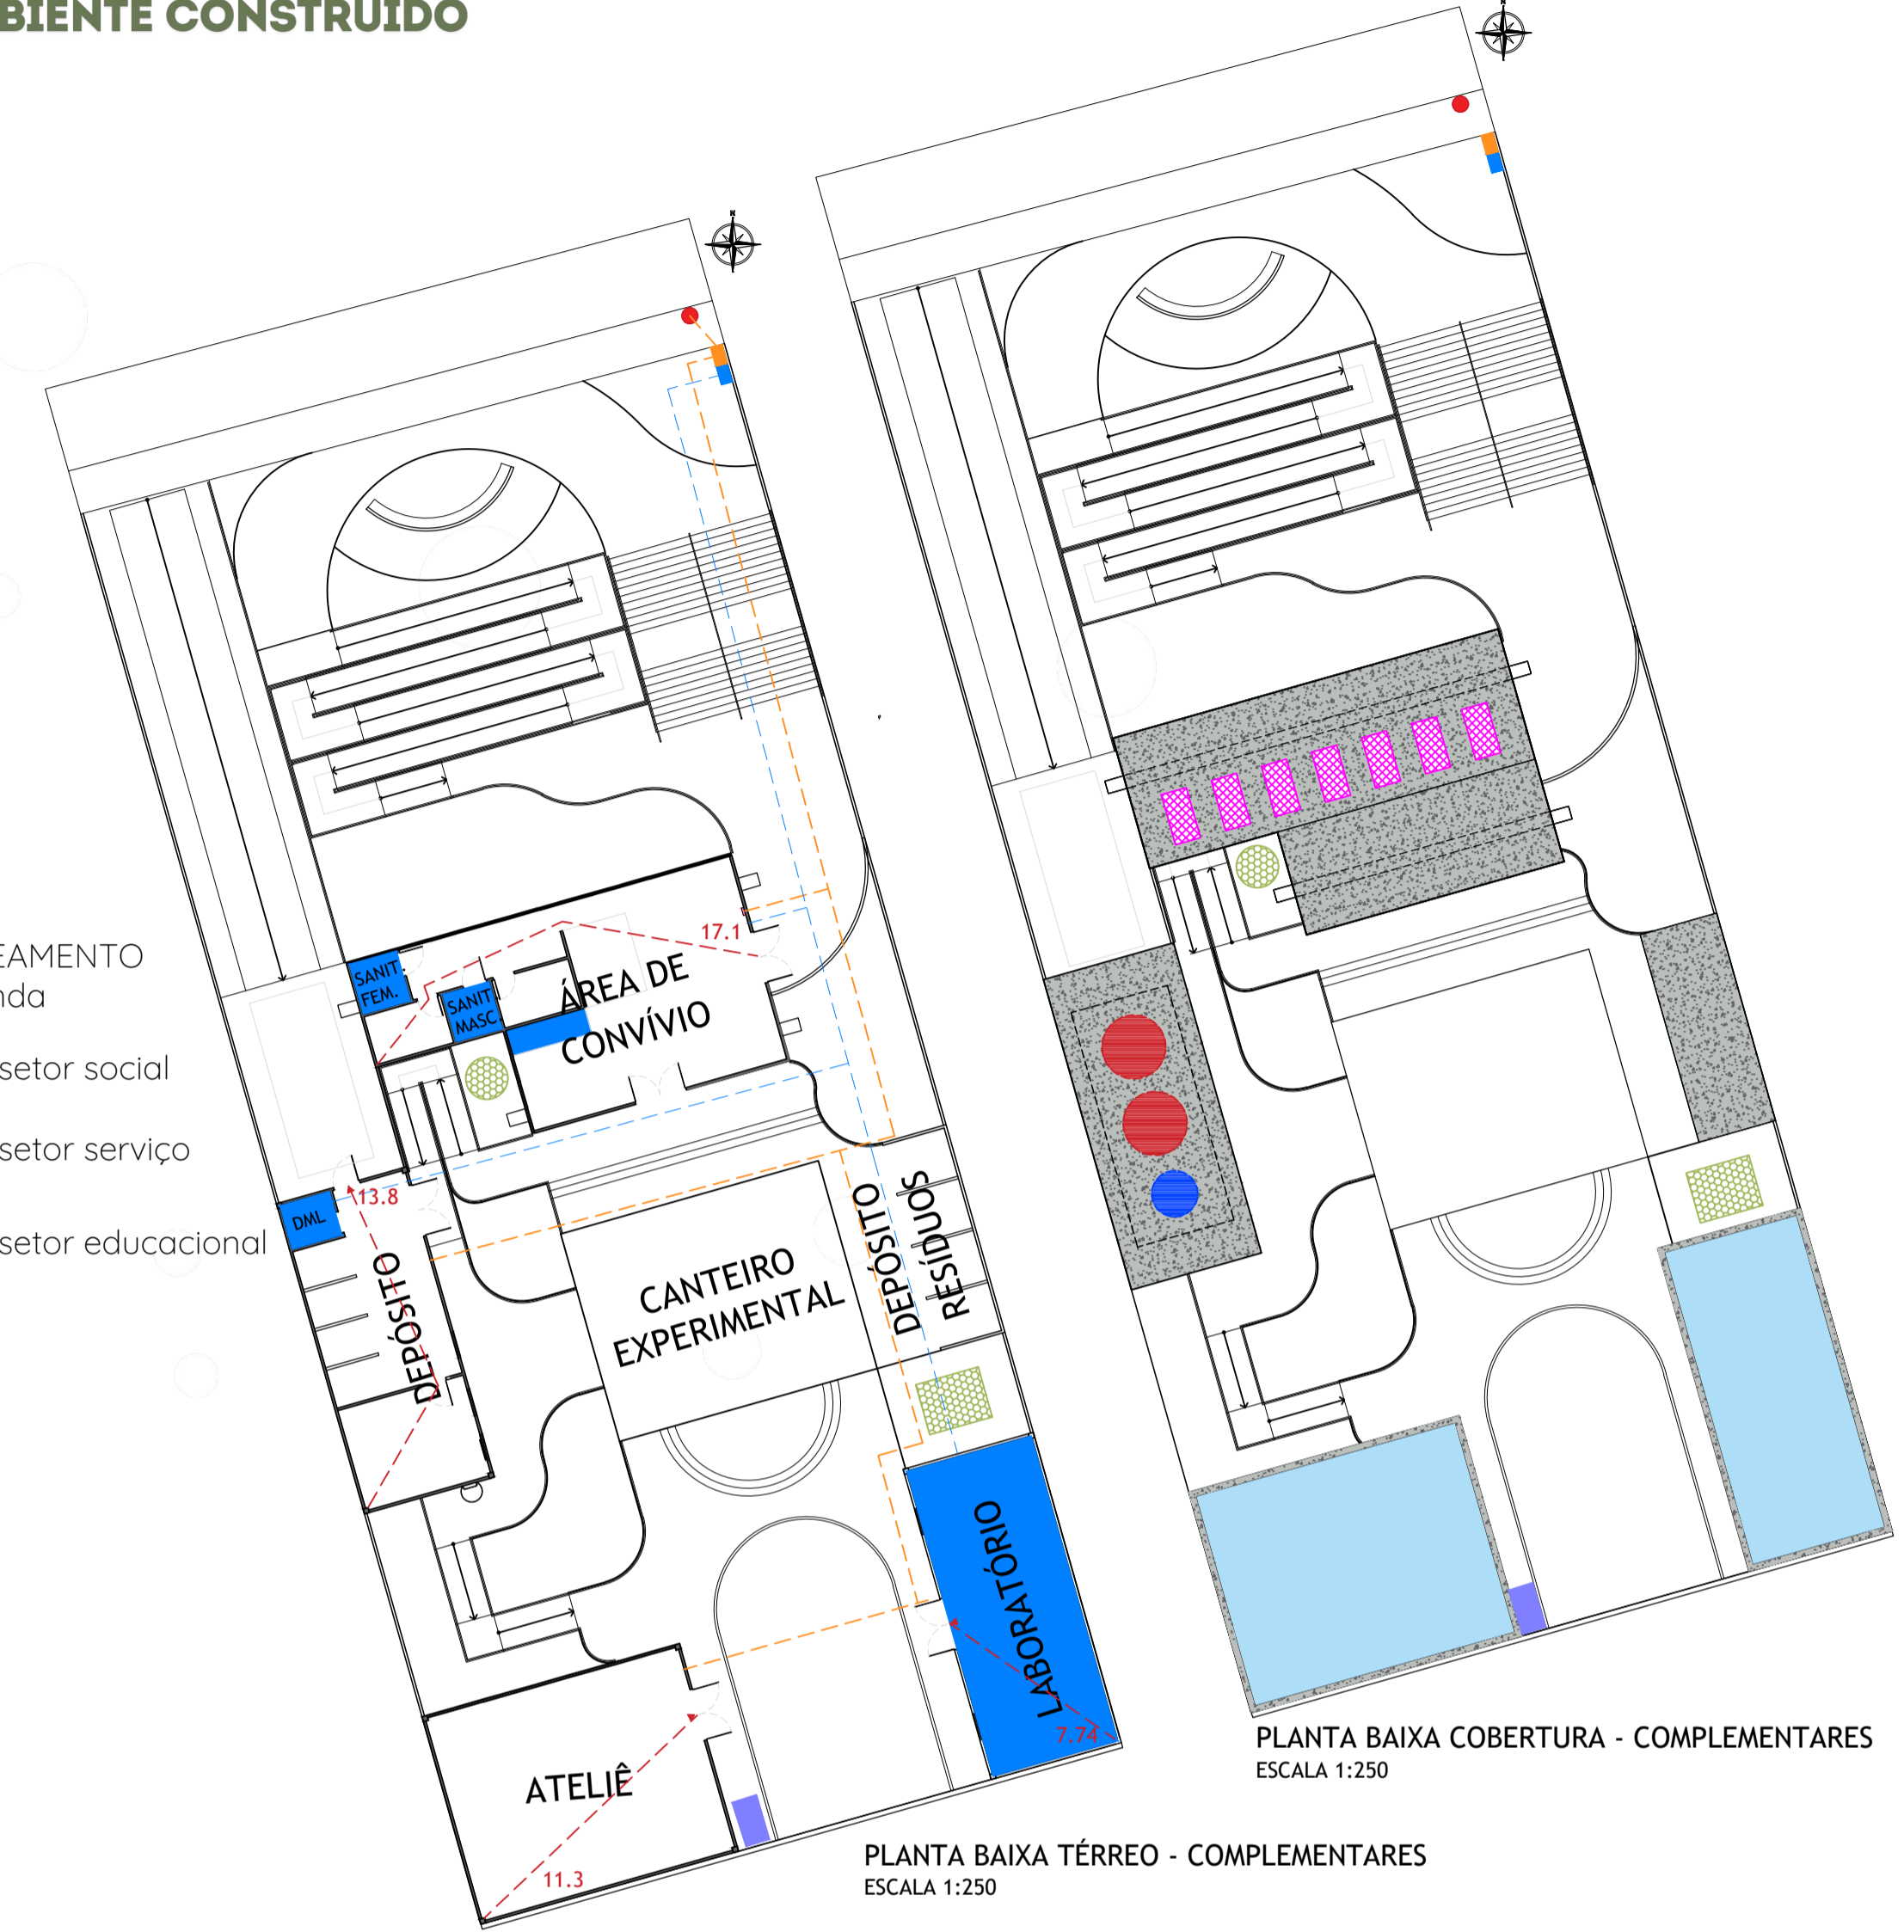 BIENTE CONSTRUÍDO
N
N
EAMENTO
nda
setor social
setor serviço
setor educacional
SANIT.
FEM.
SANIT.
MASC.
17.1
ÁREA DE
CONVÍVIO
13.8
DML
DEPÓSITO
CANTEIRO
EXPERIMENTAL
DEPÓSITO
RESÍDUOS
LABORATÓRIO
7.74
ATELIÊ
11.3
PLANTA BAIXA COBERTURA - COMPLEMENTARES
ESCALA 1:250
PLANTA BAIXA TÉRREO - COMPLEMENTARES
ESCALA 1:250